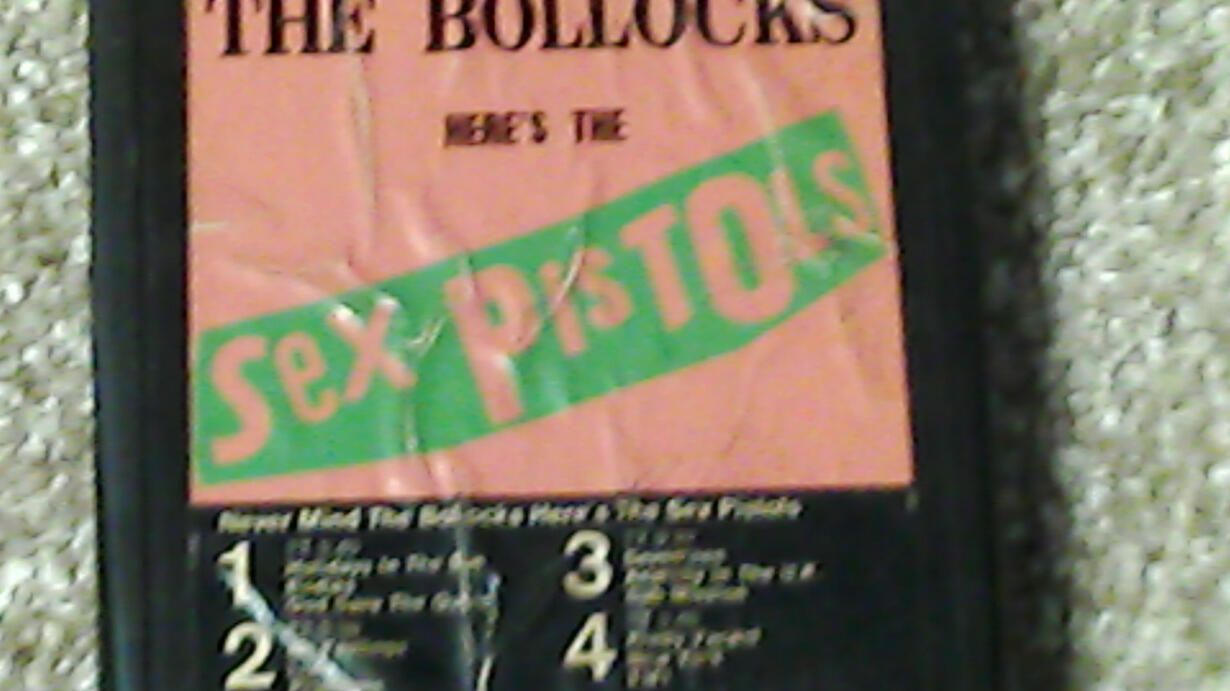 THE BOLLOCKS
HERE'S THE
Sex PISTOLS
Never Mind The Bollocks Here's The Sex Pistols
1
Holidays In The Sun
Bodies
God Save The Queen
3
Seventeen
Anarchy In The U.K.
Sub Mission
2
4
Pretty Vacant
New York